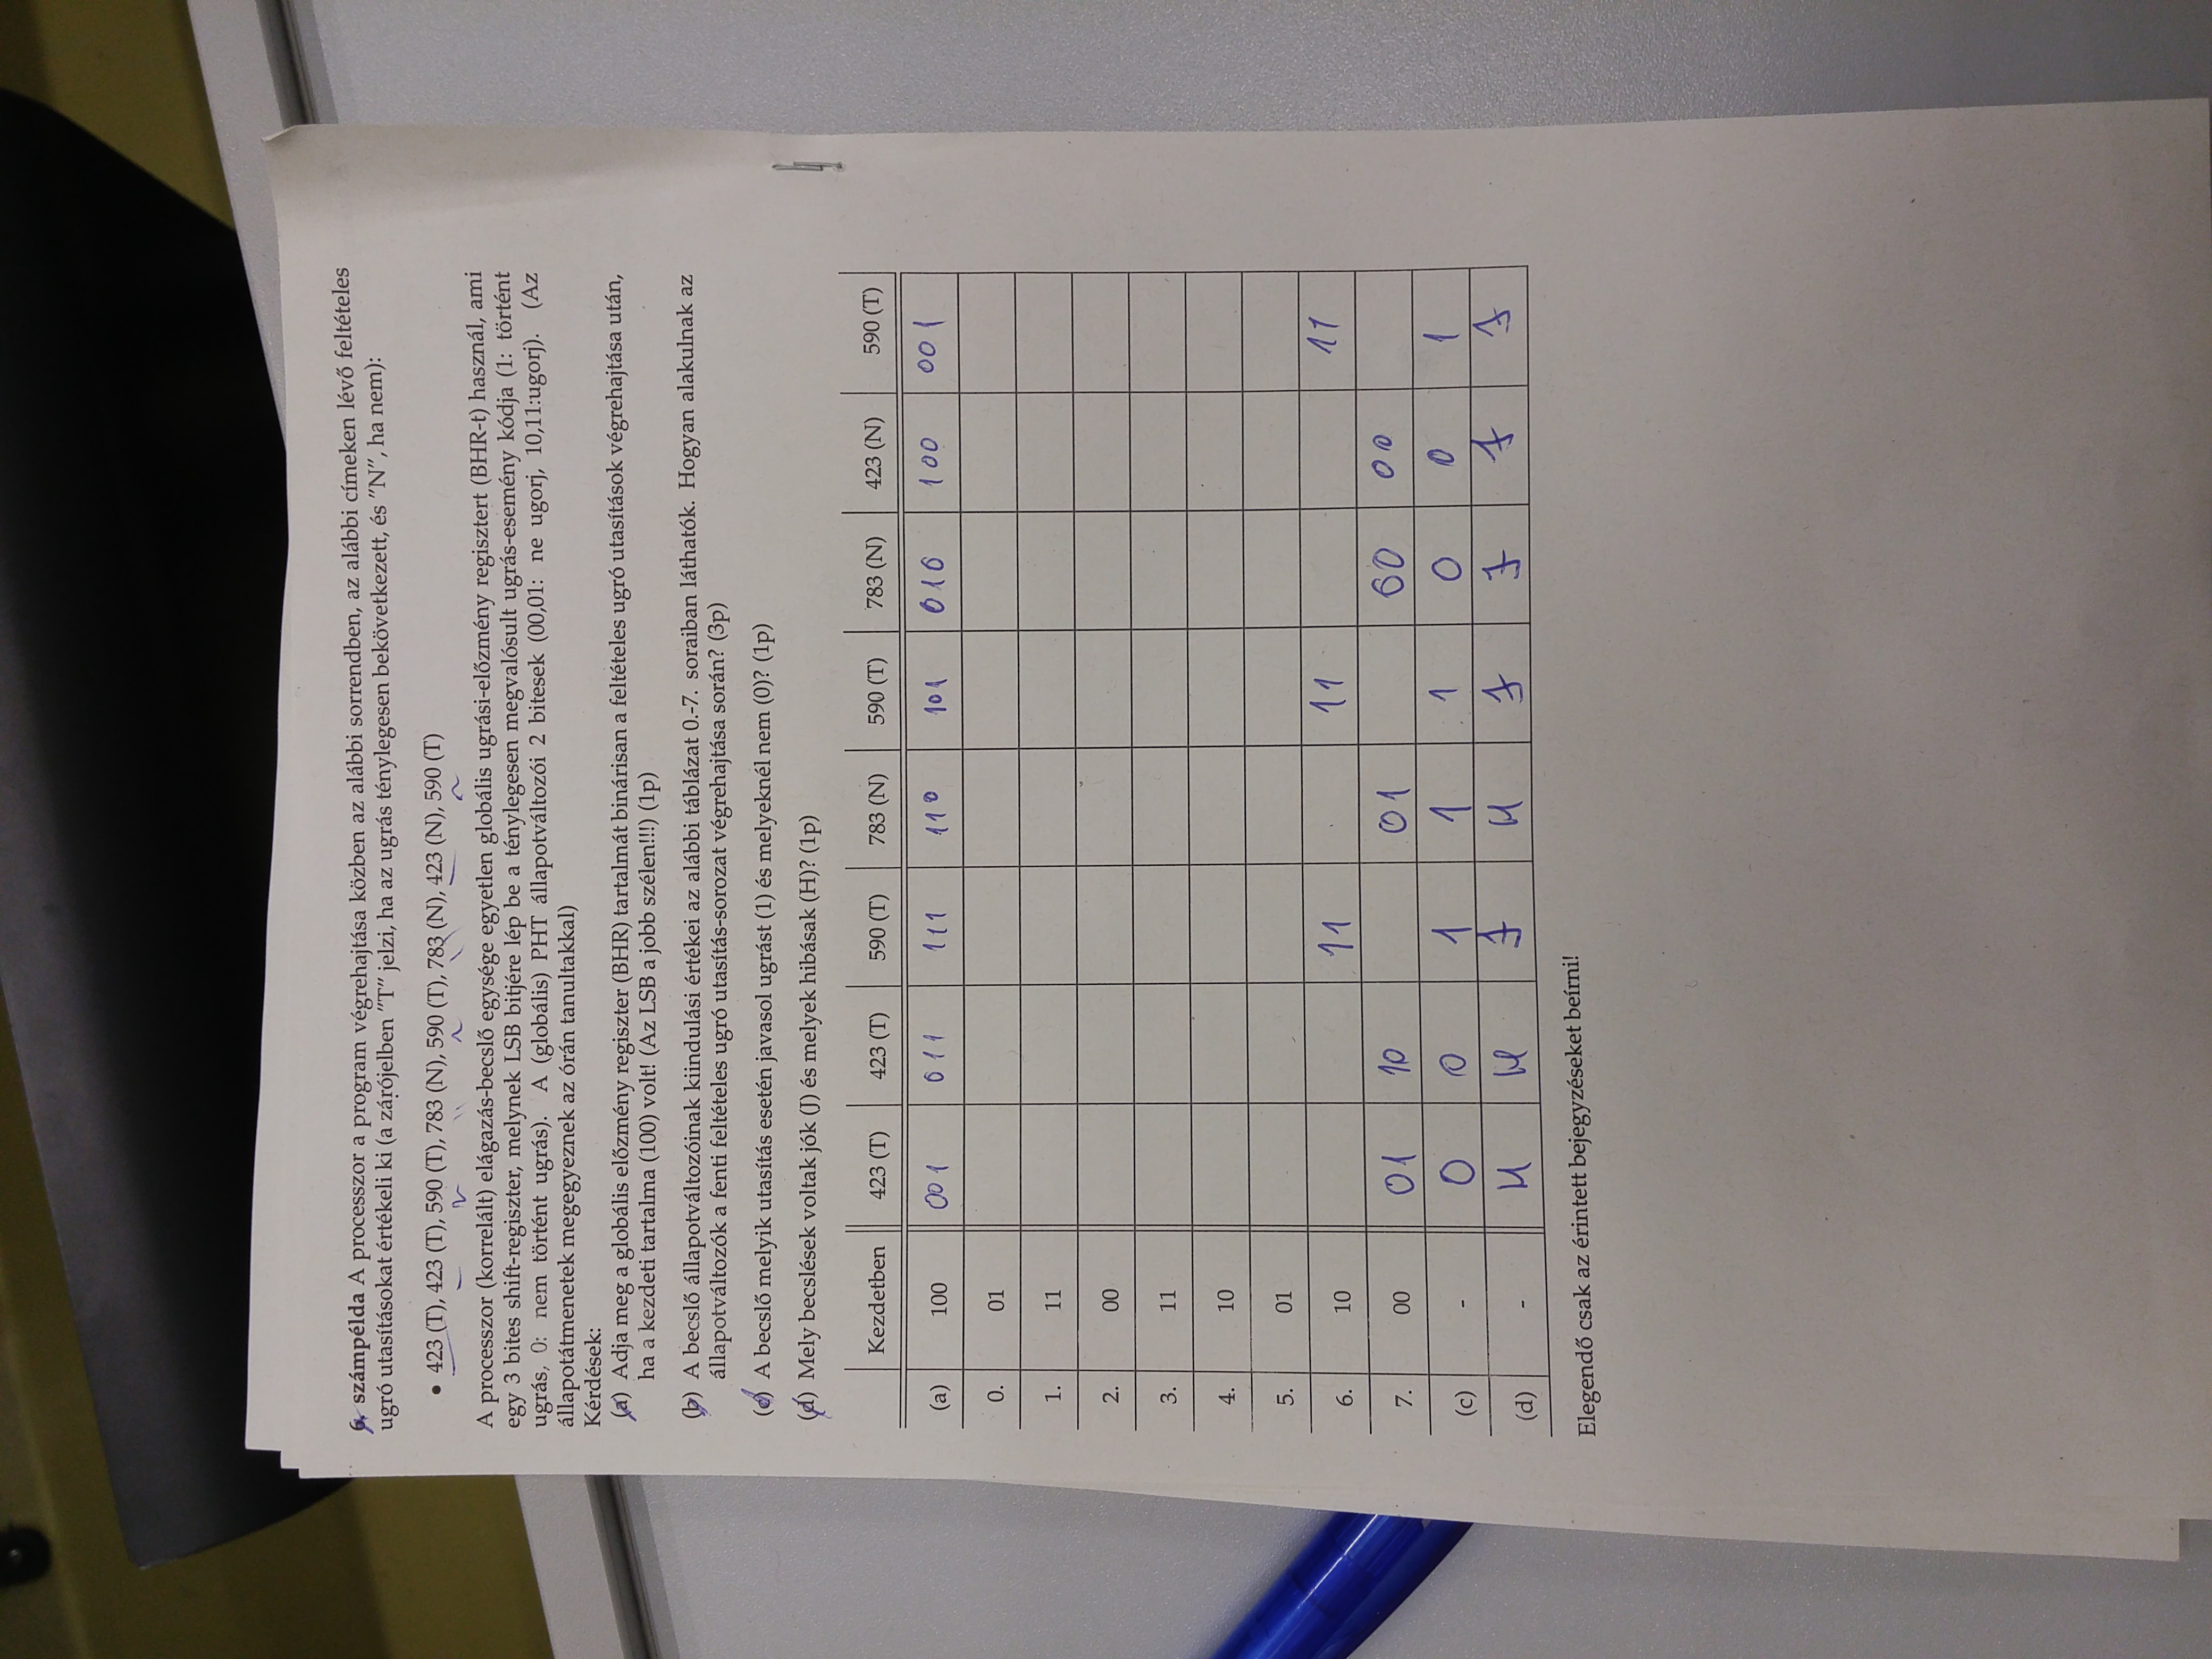 6. számpélda A processzor a program végrehajtása közben az alábbi sorrendben, az alábbi címeken lévő feltételes
ugró utasításokat értékeli ki (a zárójelben "T" jelzi, ha az ugrás ténylegesen bekövetkezett, és "N", ha nem):
• 423 (T), 423 (T), 590 (T), 783 (N), 590 (T), 783 (N), 423 (N), 590 (T)
A processzor (korrelált) elágazás-becslő egysége egyetlen globális ugrási-előzmény regisztert (BHR-t) használ, ami
egy 3 bites shift-regiszter, melynek LSB bitjére lép be a ténylegesen megvalósult ugrás-esemény kódja (1: történt
ugrás, 0: nem történt ugrás). A (globális) PHT állapotváltozói 2 bitesek (00,01: ne ugorj, 10,11:ugorj). (Az
állapotátmenetek megegyeznek az órán tanultakkal)
Kérdések:
(a) Adja meg a globális előzmény regiszter (BHR) tartalmát binárisan a feltételes ugró utasítások végrehajtása után,
ha a kezdeti tartalma (100) volt! (Az LSB a jobb szélen!!!) (1p)
(b) A becslő állapotváltozóinak kiindulási értékei az alábbi táblázat 0.-7. soraiban láthatók. Hogyan alakulnak az
állapotváltozók a fenti feltételes ugró utasítás-sorozat végrehajtása során? (3p)
(c) A becslő melyik utasítás esetén javasol ugrást (1) és melyeknél nem (0)? (1p)
(d) Mely becslések voltak jók (J) és melyek hibásak (H)? (1p)
Kezdetben 423 (T) 423 (T) 590 (T) 783 (N) 590 (T) 783 (N) 423 (N) 590 (T)
(a) 100 001 011 111 110 101 010 100 001
0. 01
1. 11
2. 00
3. 11
4. 10
5. 01
6. 10 11 11 11
7. 00 01 10 01 00 00
(c) - 0 0 1 1 1 0 0 1
(d) - H H J H J J J J
Elegendő csak az érintett bejegyzéseket beírni!